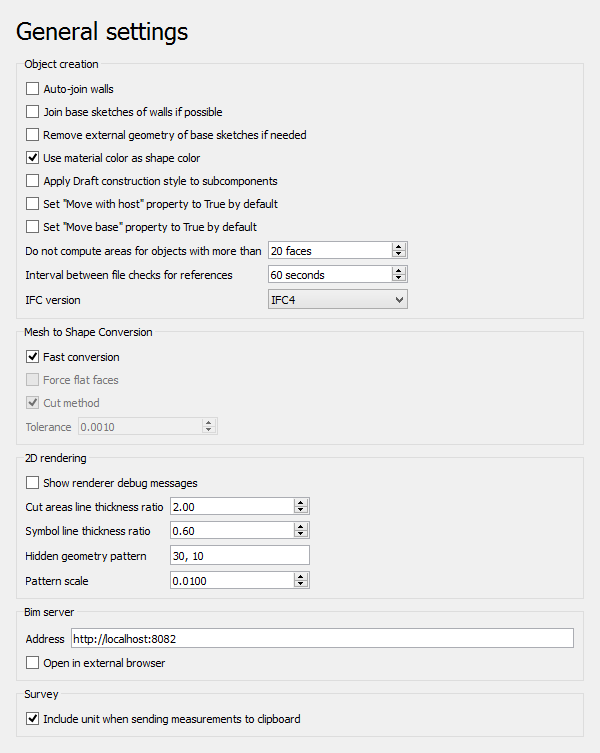 General settings
Object creation
Auto-join walls
Join base sketches of walls if possible
Remove external geometry of base sketches if needed
Use material color as shape color
Apply Draft construction style to subcomponents
Set "Move with host" property to True by default
Set "Move base" property to True by default
Do not compute areas for objects with more than 20 faces
Interval between file checks for references 60 seconds
IFC version IFC4
Mesh to Shape Conversion
Fast conversion
Force flat faces
Cut method
Tolerance 0.0010
2D rendering
Show renderer debug messages
Cut areas line thickness ratio 2.00
Symbol line thickness ratio 0.60
Hidden geometry pattern 30, 10
Pattern scale 0.0100
Bim server
Address http://localhost:8082
Open in external browser
Survey
Include unit when sending measurements to clipboard